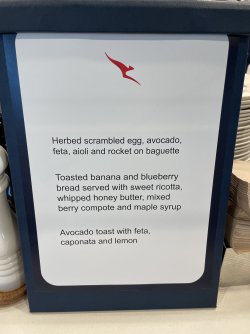 Herbed scrambled egg, avocado,
feta, aioli and rocket on baguette
Toasted banana and blueberry
bread served with sweet ricotta,
whipped honey butter, mixed
berry compote and maple syrup
Avocado toast with feta,
caponata and lemon